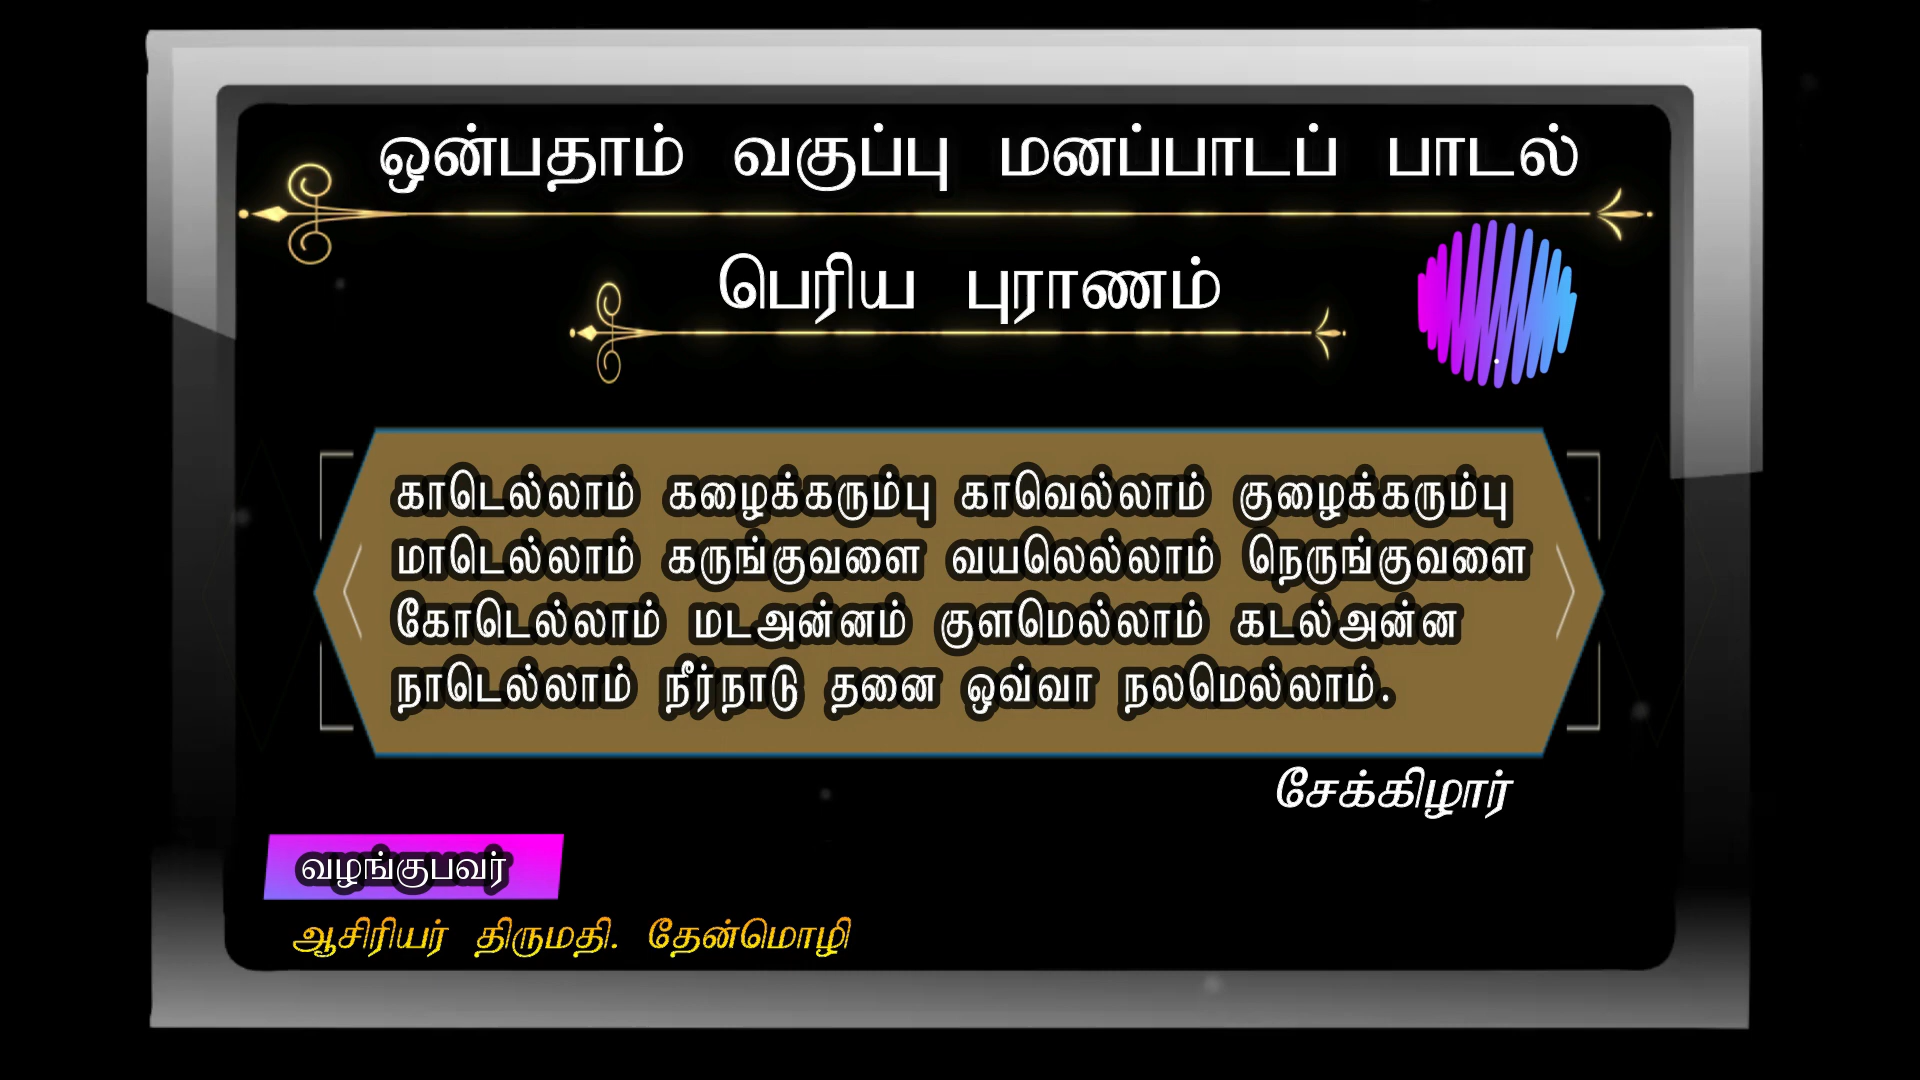 ஒன்பதாம் வகுப்பு மனப்பாடப் பாடல்
பெரிய புராணம்
காடெல்லாம் கழைக்கரும்பு காவெல்லாம் குழைக்கரும்பு
மாடெல்லாம் கருங்குவளை வயலெல்லாம் நெருங்குவளை
கோடெல்லாம் மடஅன்னம் குளமெல்லாம் கடல்அன்ன
நாடெல்லாம் நீர்நாடு தனை ஒவ்வா நலமெல்லாம்.
சேக்கிழார்
வழங்குபவர்
ஆசிரியர் திருமதி. தேன்மொழி